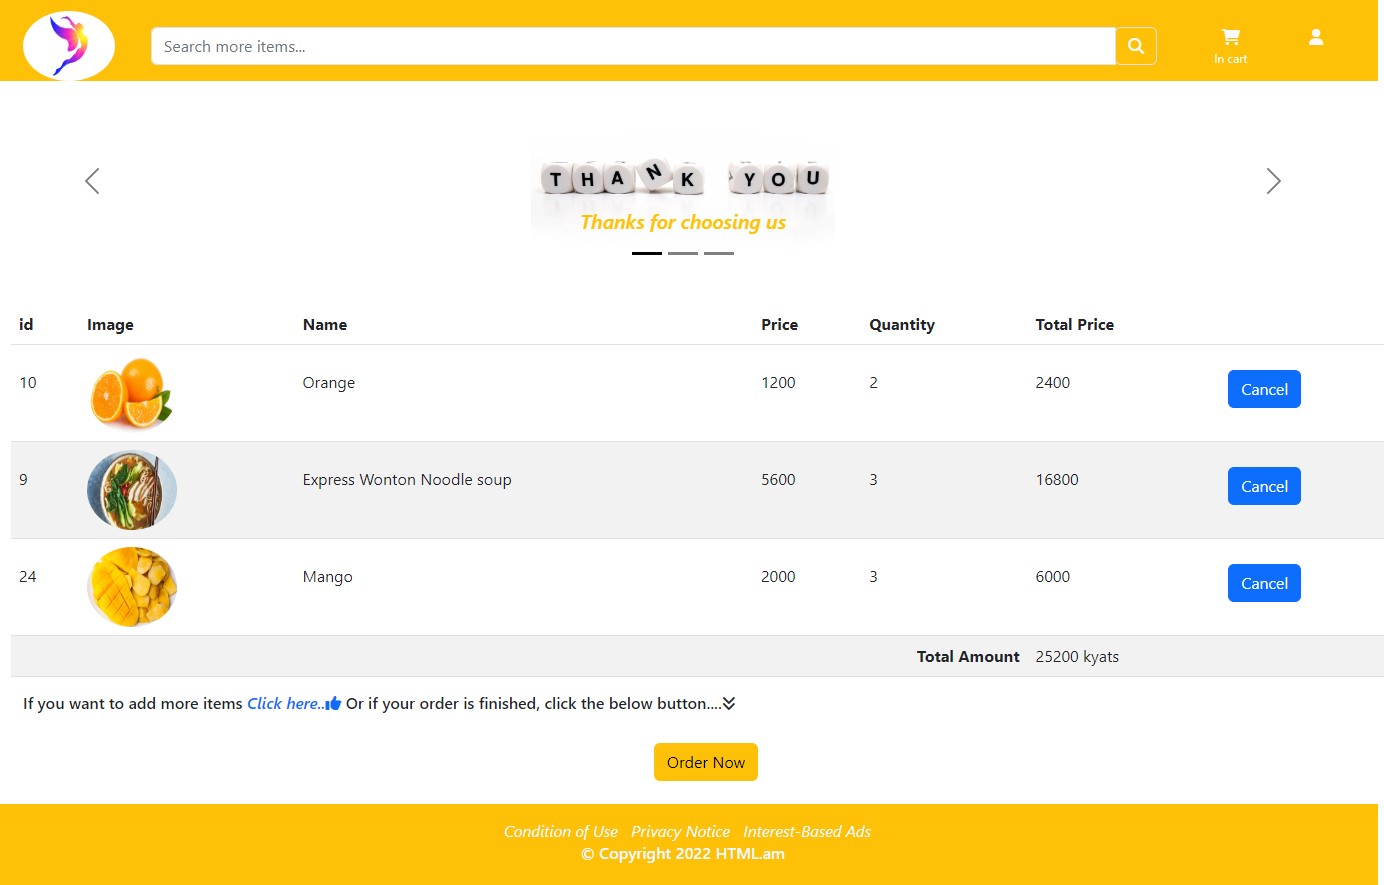 Search more items...
In cart
THANK YOU
Thanks for choosing us
id Image Name Price Quantity Total Price
10 Orange 1200 2 2400 Cancel
9 Express Wonton Noodle soup 5600 3 16800 Cancel
24 Mango 2000 3 6000 Cancel
Total Amount 25200 kyats
If you want to add more items Click here.. Or if your order is finished, click the below button....
Order Now
Condition of Use Privacy Notice Interest-Based Ads
© Copyright 2022 HTML.am